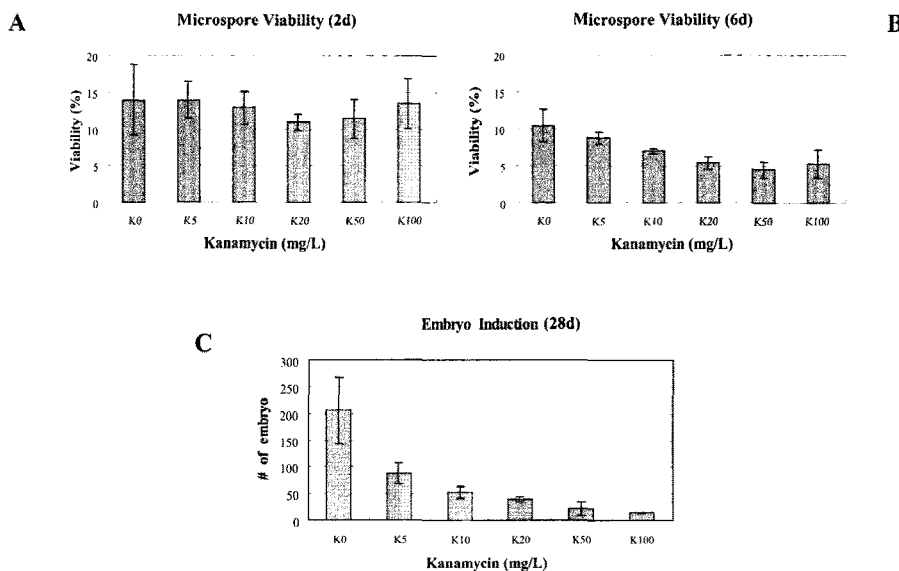 A
Microspore Viability (2d)
Viability (%)
20
15
10
5
0
K0 K5 K10 K20 K50 K100
Kanamycin (mg/L)
Microspore Viability (6d)
B
Viability (%)
20
15
10
5
0
K0 K5 K10 K20 K50 K100
Kanamycin (mg/L)
C
Embryo Induction (28d)
# of embryo
300
250
200
150
100
50
0
K0 K5 K10 K20 K50 K100
Kanamycin (mg/L)